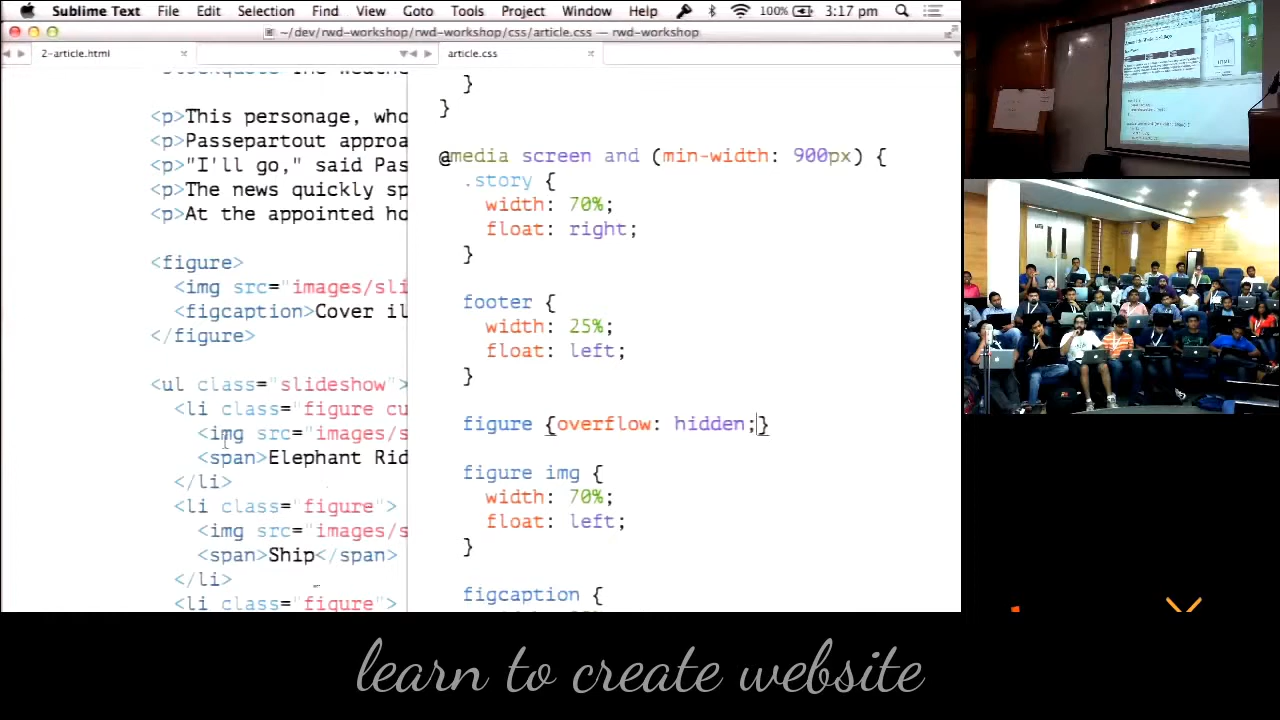 Sublime Text File Edit Selection Find View Goto Tools Project Window Help 100% 3:17 pm
~/dev/rwd-workshop/rwd-workshop/css/article.css — rwd-workshop
2-article.html
article.css
<p>This personage, who
<p>Passepartout approa
<p>"I'll go," said Pas
<p>The news quickly sp
<p>At the appointed ho
<figure>
<img src="images/sli
<figcaption>Cover il
</figure>
<ul class="slideshow">
<li class="figure cu
<img src="images/s
<span>Elephant Rid
</li>
<li class="figure">
<img src="images/s
<span>Ship</span>
</li>
<li class="figure">
}
}
@media screen and (min-width: 900px) {
.story {
width: 70%;
float: right;
}
footer {
width: 25%;
float: left;
}
figure {overflow: hidden;}
figure img {
width: 70%;
float: left;
}
figcaption {
learn to create website